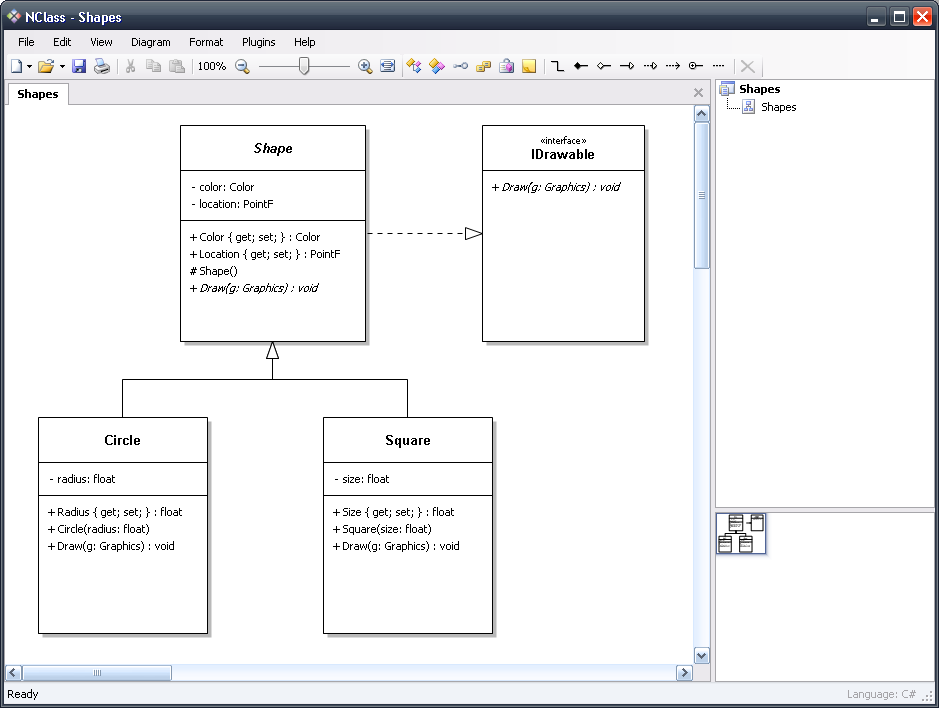 NClass - Shapes
File Edit View Diagram Format Plugins Help
100%
Shapes
Shape
- color: Color
- location: PointF
+ Color { get; set; } : Color
+ Location { get; set; } : PointF
# Shape()
+ Draw(g: Graphics) : void
«interface»
IDrawable
+ Draw(g: Graphics) : void
Circle
- radius: float
+ Radius { get; set; } : float
+ Circle(radius: float)
+ Draw(g: Graphics) : void
Square
- size: float
+ Size { get; set; } : float
+ Square(size: float)
+ Draw(g: Graphics) : void
Shapes
Shapes
Ready
Language: C#